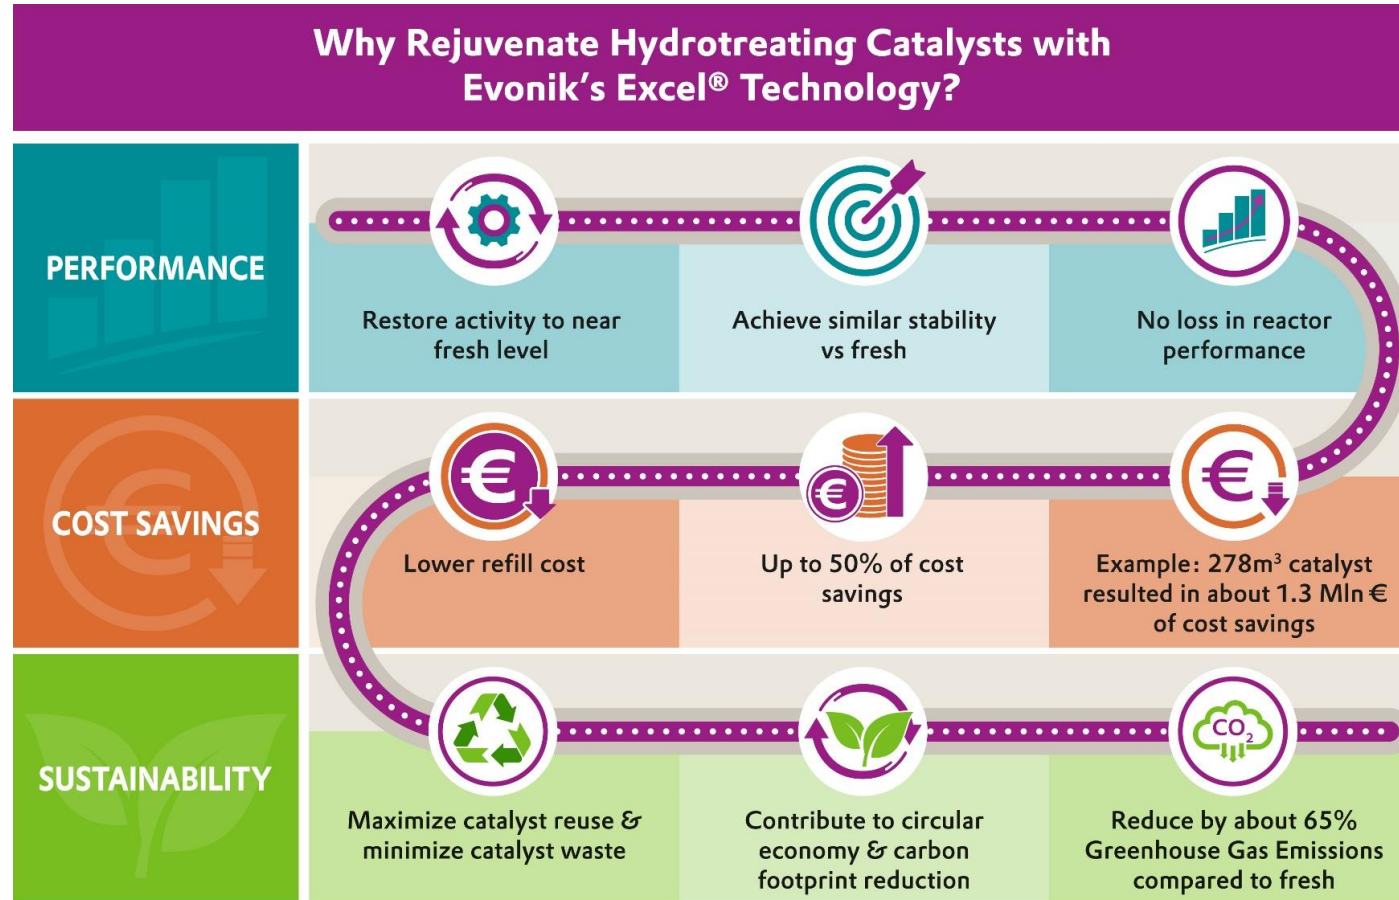 Why Rejuvenate Hydrotreating Catalysts with
Evonik's Excel® Technology?
PERFORMANCE
Restore activity to near
fresh level
Achieve similar stability
vs fresh
No loss in reactor
performance
COST SAVINGS
€
Lower refill cost
€
Up to 50% of cost
savings
€
Example: 278m³ catalyst
resulted in about 1.3 Mln €
of cost savings
SUSTAINABILITY
Maximize catalyst reuse &
minimize catalyst waste
Contribute to circular
economy & carbon
footprint reduction
CO₂
Reduce by about 65%
Greenhouse Gas Emissions
compared to fresh